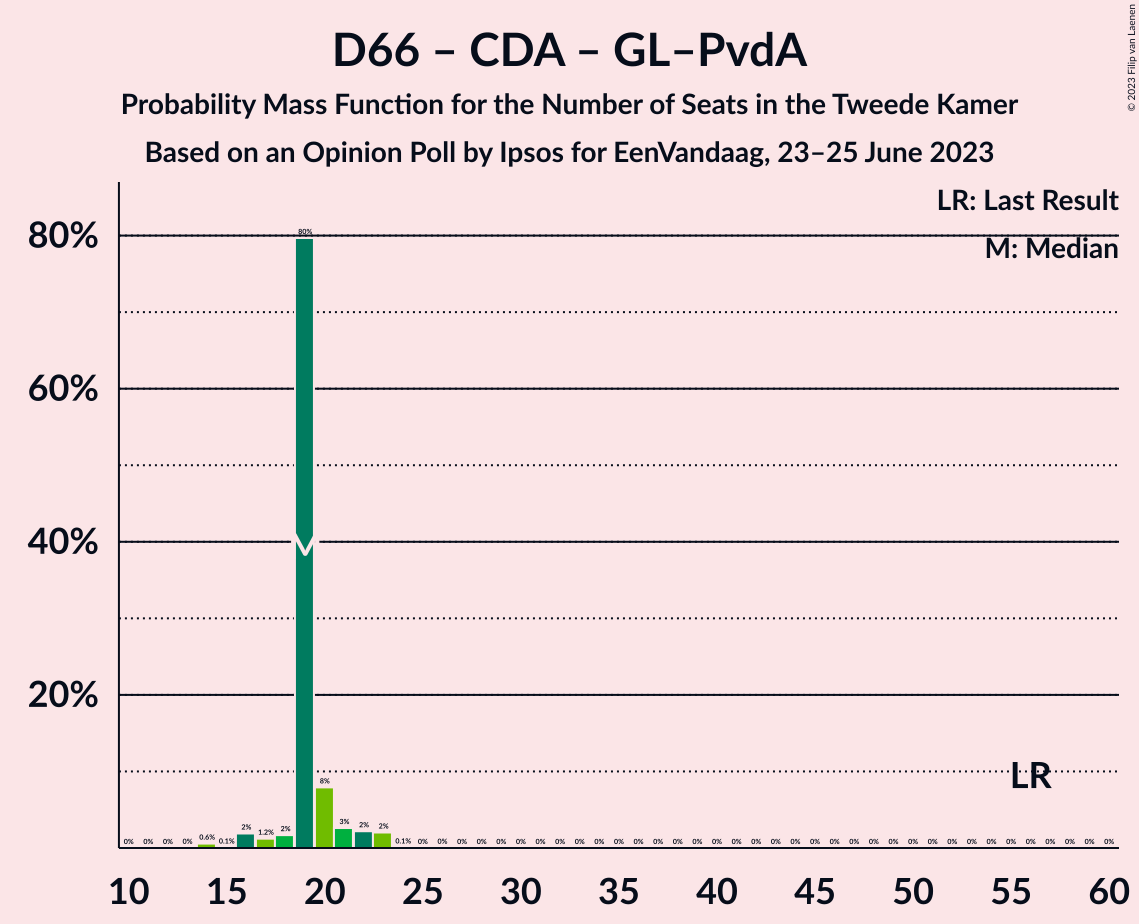 D66 – CDA – GL–PvdA
Probability Mass Function for the Number of Seats in the Tweede Kamer
Based on an Opinion Poll by Ipsos for EenVandaag, 23–25 June 2023
© 2023 Filip van Laenen
LR: Last Result
M: Median
80%
60%
40%
20%
LR
0% 0% 0% 0% 0.6% 0.1% 2% 1.2% 2% 80% 8% 3% 2% 2% 0.1% 0% 0% 0% 0% 0% 0% 0% 0% 0% 0% 0% 0% 0% 0% 0% 0% 0% 0% 0% 0% 0% 0% 0% 0% 0% 0% 0% 0% 0% 0% 0% 0% 0% 0% 0% 0%
10 15 20 25 30 35 40 45 50 55 60